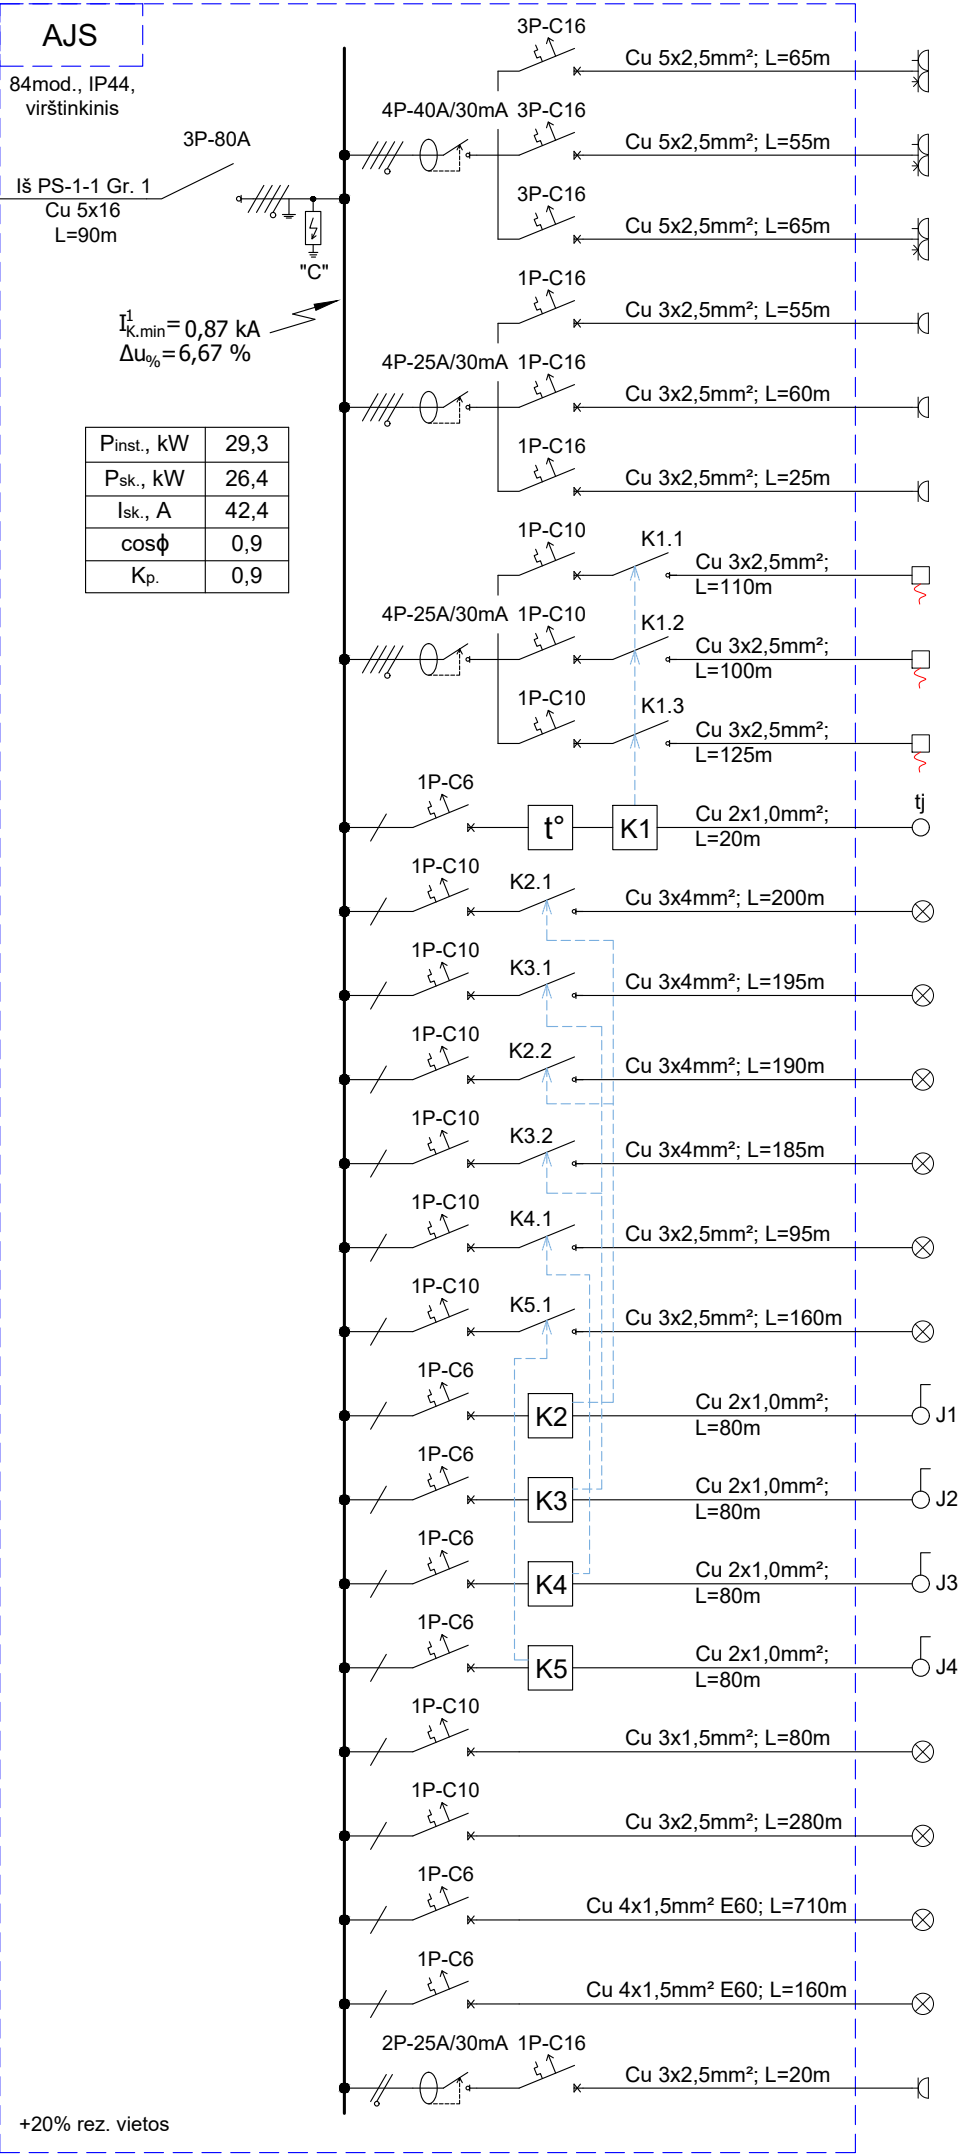 AJS
84mod., IP44,
virštinkinis
3P-80A
Iš PS-1-1 Gr. 1
Cu 5x16
L=90m
"C"
I¹K.min=0,87 kA
Δu%=6,67 %
Pinst., kW 29,3
Psk., kW 26,4
Isk., A 42,4
cosϕ 0,9
Kp. 0,9
3P-C16
Cu 5x2,5mm²; L=65m
4P-40A/30mA 3P-C16
Cu 5x2,5mm²; L=55m
3P-C16
Cu 5x2,5mm²; L=65m
1P-C16
Cu 3x2,5mm²; L=55m
4P-25A/30mA 1P-C16
Cu 3x2,5mm²; L=60m
1P-C16
Cu 3x2,5mm²; L=25m
1P-C10
K1.1
Cu 3x2,5mm²;
L=110m
4P-25A/30mA 1P-C10
K1.2
Cu 3x2,5mm²;
L=100m
1P-C10
K1.3
Cu 3x2,5mm²;
L=125m
1P-C6
t°
K1
Cu 2x1,0mm²;
L=20m
tj
1P-C10
K2.1
Cu 3x4mm²; L=200m
1P-C10
K3.1
Cu 3x4mm²; L=195m
1P-C10
K2.2
Cu 3x4mm²; L=190m
1P-C10
K3.2
Cu 3x4mm²; L=185m
1P-C10
K4.1
Cu 3x2,5mm²; L=95m
1P-C10
K5.1
Cu 3x2,5mm²; L=160m
1P-C6
K2
Cu 2x1,0mm²;
L=80m
J1
1P-C6
K3
Cu 2x1,0mm²;
L=80m
J2
1P-C6
K4
Cu 2x1,0mm²;
L=80m
J3
1P-C6
K5
Cu 2x1,0mm²;
L=80m
J4
1P-C10
Cu 3x1,5mm²; L=80m
1P-C10
Cu 3x2,5mm²; L=280m
1P-C6
Cu 4x1,5mm² E60; L=710m
1P-C6
Cu 4x1,5mm² E60; L=160m
2P-25A/30mA 1P-C16
Cu 3x2,5mm²; L=20m
+20% rez. vietos